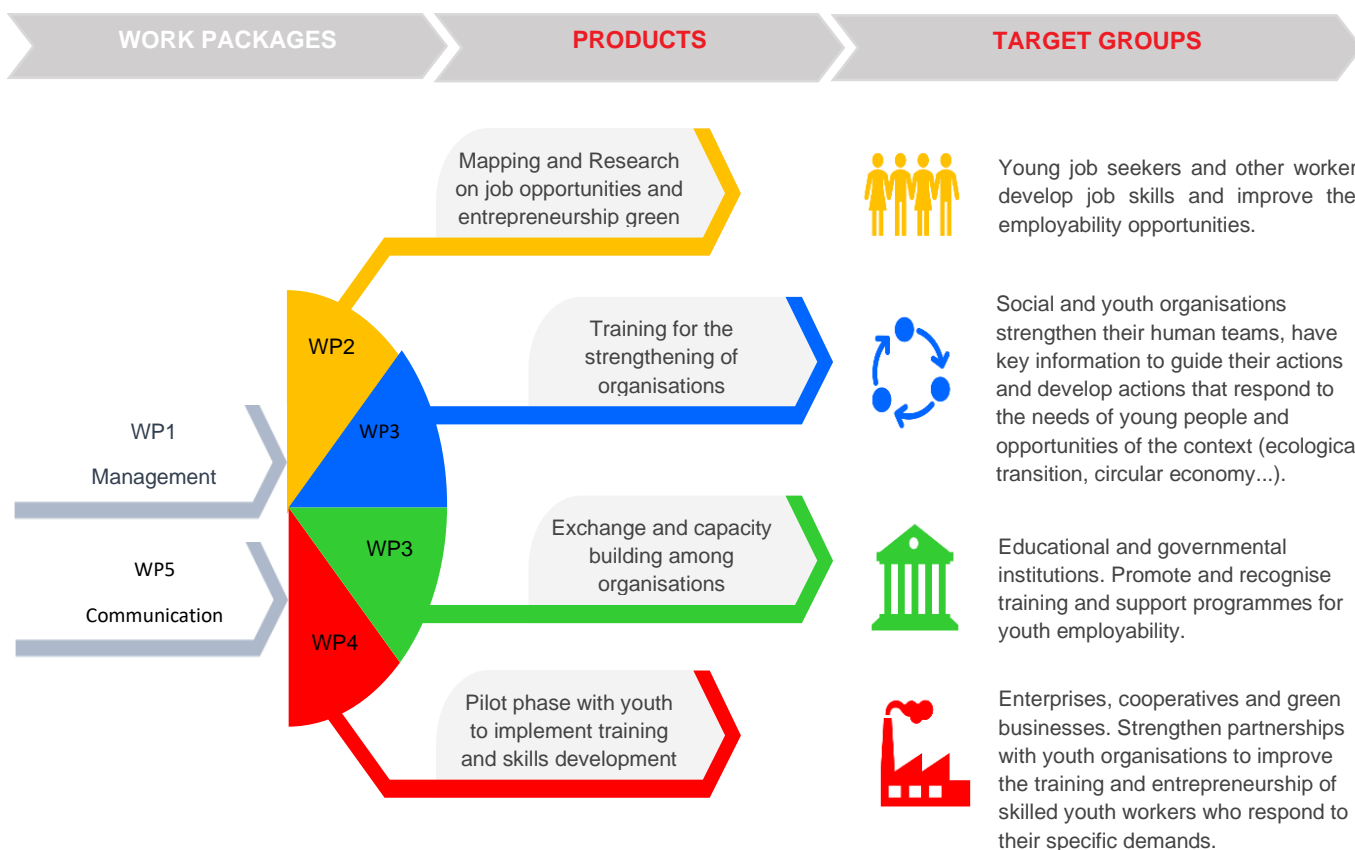 WORK PACKAGES
PRODUCTS
TARGET GROUPS
Mapping and Research
on job opportunities and
entrepreneurship green
Young job seekers and other worker
develop job skills and improve the
employability opportunities.
WP2
Training for the
strengthening of
organisations
Social and youth organisations
strengthen their human teams, have
key information to guide their actions
and develop actions that respond to
the needs of young people and
opportunities of the context (ecologica
transition, circular economy...).
WP3
WP1
Management
WP3
Exchange and capacity
building among
organisations
Educational and governmental
institutions. Promote and recognise
training and support programmes for
youth employability.
WP5
Communication
WP4
Pilot phase with youth
to implement training
and skills development
Enterprises, cooperatives and green
businesses. Strengthen partnerships
with youth organisations to improve
the training and entrepreneurship of
skilled youth workers who respond to
their specific demands.